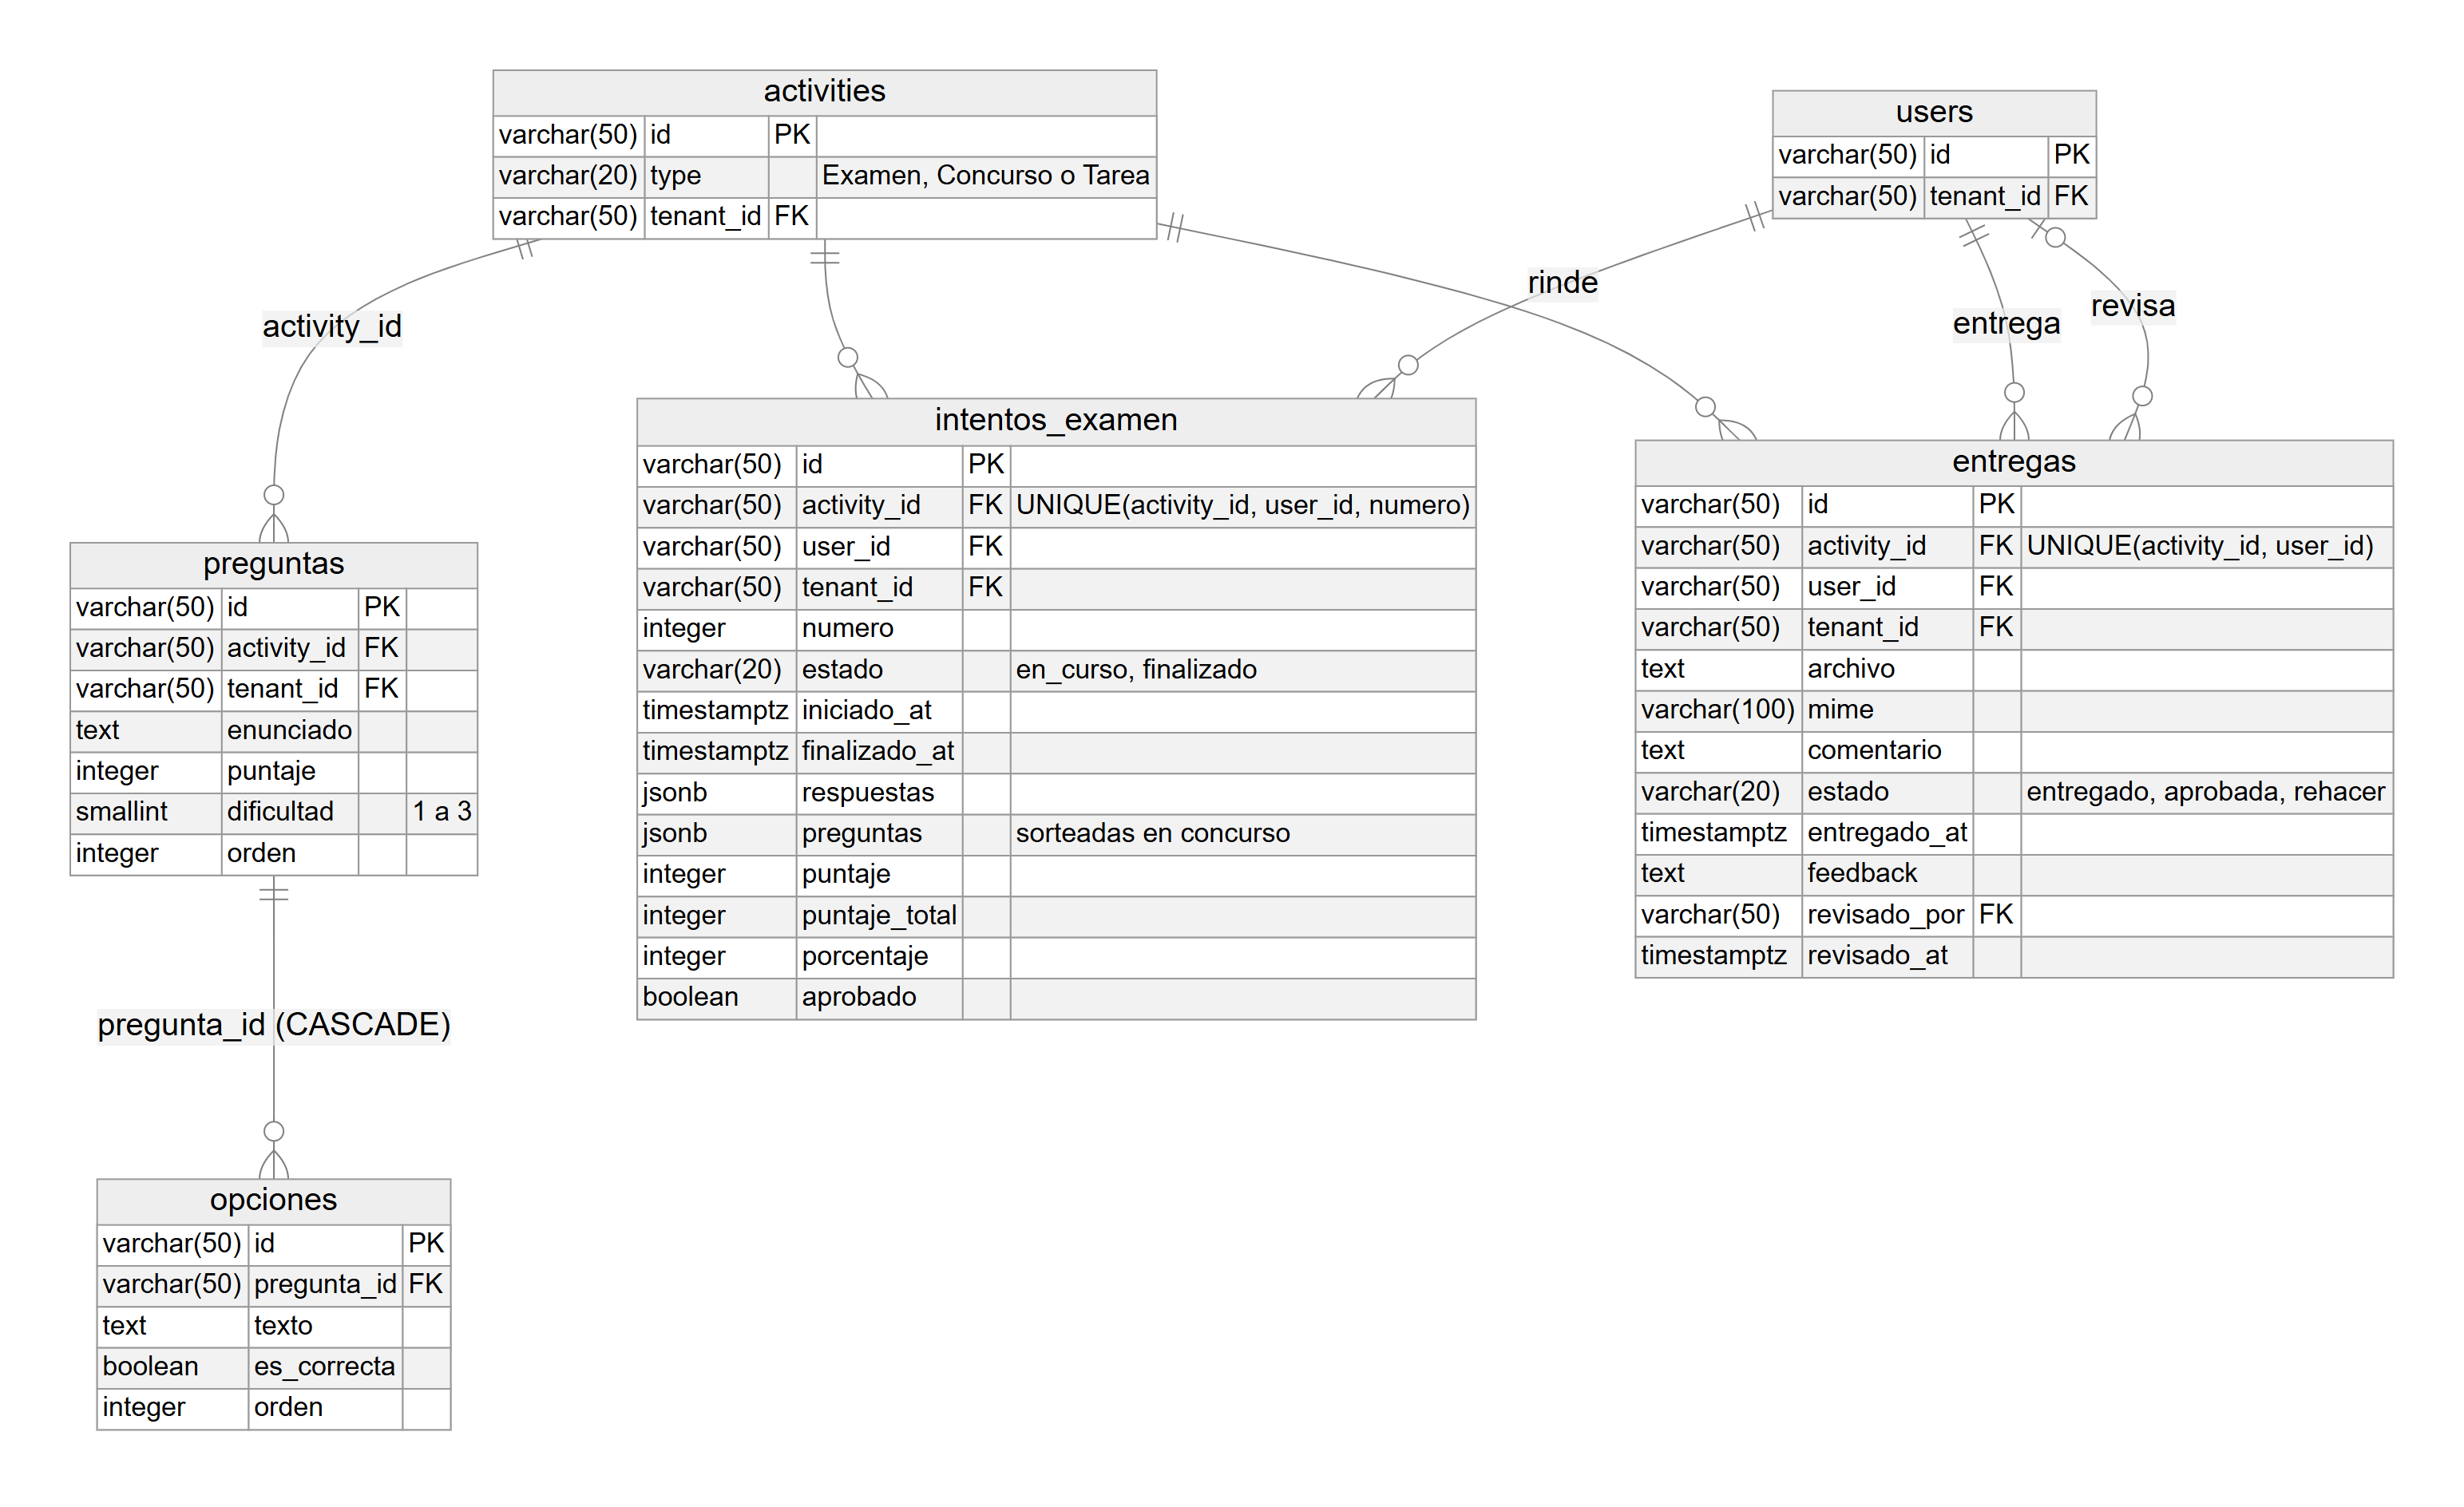 activities
varchar(50) id PK
varchar(20) type Examen, Concurso o Tarea
varchar(50) tenant_id FK
users
varchar(50) id PK
varchar(50) tenant_id FK
activity_id
rinde
entrega
revisa
preguntas
varchar(50) id PK
varchar(50) activity_id FK
varchar(50) tenant_id FK
text enunciado
integer puntaje
smallint dificultad 1 a 3
integer orden
intentos_examen
varchar(50) id PK
varchar(50) activity_id FK UNIQUE(activity_id, user_id, numero)
varchar(50) user_id FK
varchar(50) tenant_id FK
integer numero
varchar(20) estado en_curso, finalizado
timestamptz iniciado_at
timestamptz finalizado_at
jsonb respuestas
jsonb preguntas sorteadas en concurso
integer puntaje
integer puntaje_total
integer porcentaje
boolean aprobado
entregas
varchar(50) id PK
varchar(50) activity_id FK UNIQUE(activity_id, user_id)
varchar(50) user_id FK
varchar(50) tenant_id FK
text archivo
varchar(100) mime
text comentario
varchar(20) estado entregado, aprobada, rehacer
timestamptz entregado_at
text feedback
varchar(50) revisado_por FK
timestamptz revisado_at
pregunta_id (CASCADE)
opciones
varchar(50) id PK
varchar(50) pregunta_id FK
text texto
boolean es_correcta
integer orden